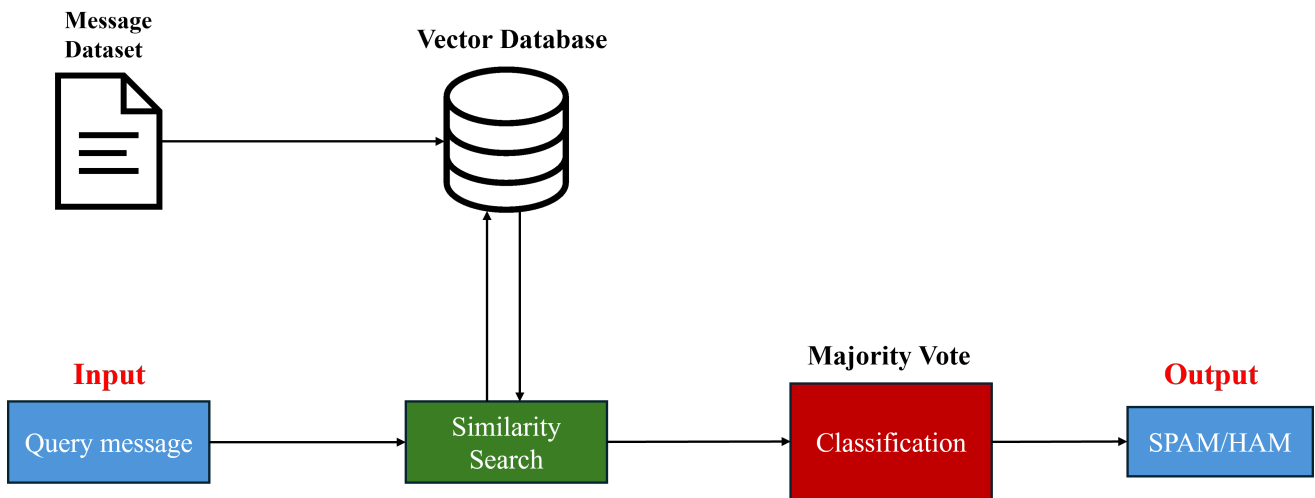 Message
Dataset
Vector Database
Input
Query message
Similarity
Search
Majority Vote
Classification
Output
SPAM/HAM